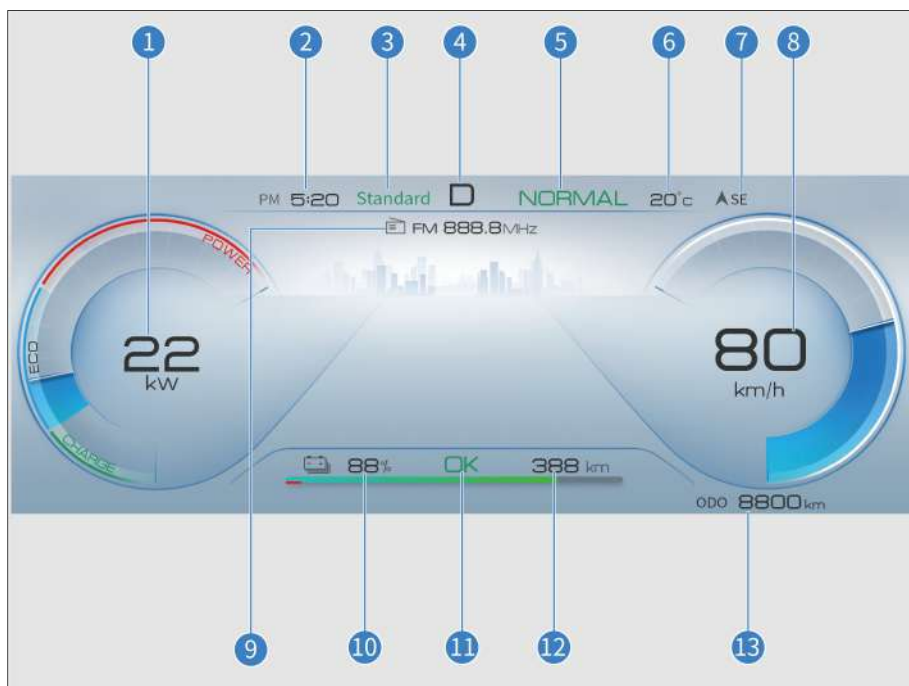 1 2 3 4 5 6 7 8
PM 5:20 Standard D NORMAL 20°c SE
FM 888.8MHz
POWER
ECO
CHARGE
22
kW
80
km/h
88% OK 388 km
ODO 8800km
9 10 11 12 13